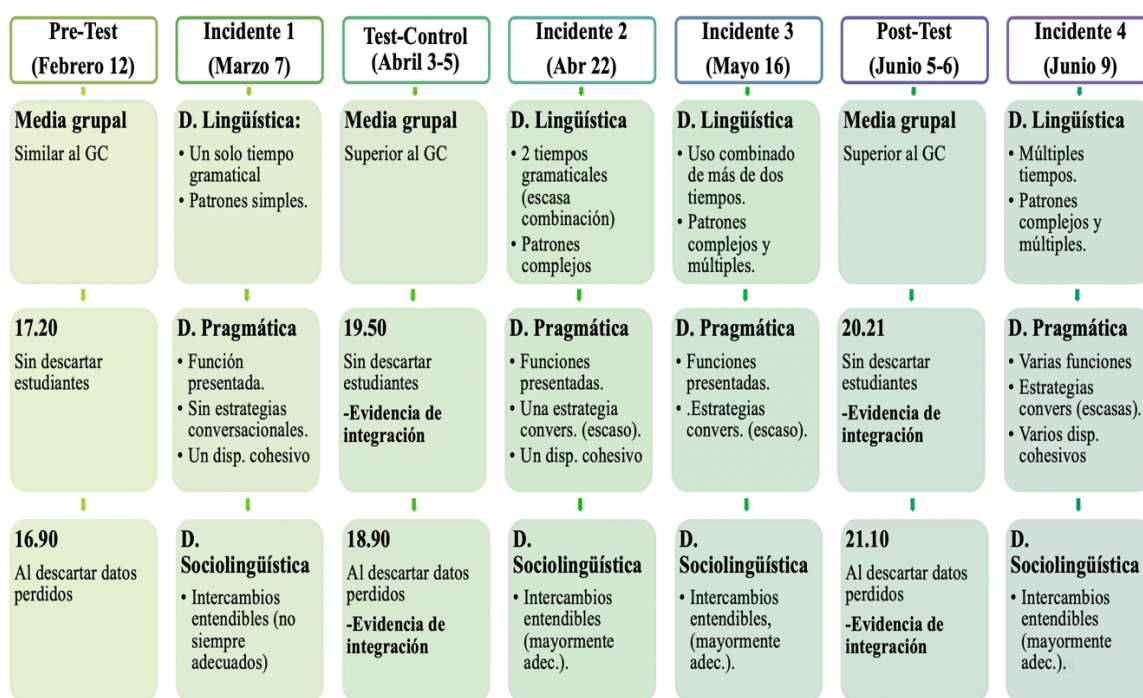 Pre-Test
(Febrero 12)
Media grupal
Similar al GC
17.20
Sin descartar
estudiantes
16.90
Al descartar datos
perdidos
Incidente 1
(Marzo 7)
D. Lingüística:
• Un solo tiempo
gramatical
• Patrones simples.
D. Pragmática
• Función
presentada.
• Sin estrategias
conversacionales.
• Un disp. cohesivo
D.
Sociolingüística
• Intercambios
entendibles (no
siempre
adecuados)
Test-Control
(Abril 3-5)
Media grupal
Superior al GC
19.50
Sin descartar
estudiantes
-Evidencia de
integración
18.90
Al descartar datos
perdidos
-Evidencia de
integración
Incidente 2
(Abr 22)
D. Lingüística
• 2 tiempos
gramaticales
(escasa
combinación)
• Patrones
complejos
D. Pragmática
• Funciones
presentadas.
• Una estrategia
convers. (escaso).
• Un disp. cohesivo
D.
Sociolingüística
• Intercambios
entendibles
(mayormente
adec.).
Incidente 3
(Mayo 16)
D. Lingüística
• Uso combinado
de más de dos
tiempos.
• Patrones
complejos y
múltiples.
D. Pragmática
• Funciones
presentadas.
• .Estrategias
convers. (escaso).
D.
Sociolingüística
• Intercambios
entendibles,
(mayormente
adec.).
Post-Test
(Junio 5-6)
Media grupal
Superior al GC
20.21
Sin descartar
estudiantes
-Evidencia de
integración
21.10
Al descartar datos
perdidos
-Evidencia de
integración
Incidente 4
(Junio 9)
D. Lingüística
• Múltiples
tiempos.
• Patrones
complejos y
múltiples.
D. Pragmática
• Varias funciones
• Estrategias
convers (escasas).
• Varios disp.
cohesivos
D.
Sociolingüística
• Intercambios
entendibles
(mayormente
adec.).